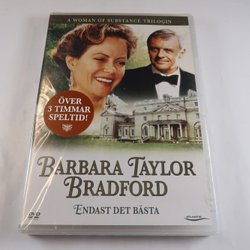 A WOMAN OF SUBSTANCE TRILOGIN
ÖVER
3 TIMMAR
SPELTID!
BARBARA TAYLOR
BRADFORD
ENDAST DET BÄSTA
DVD